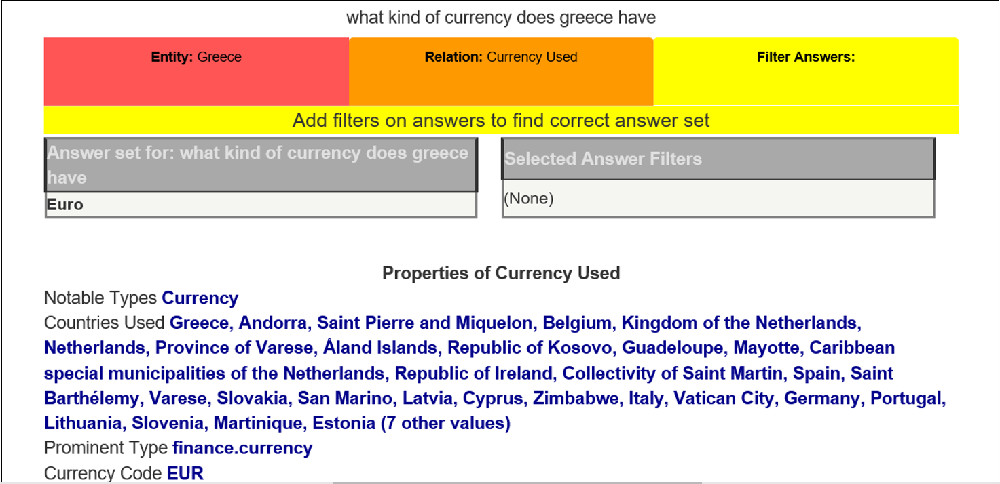 what kind of currency does greece have
Entity: Greece
Relation: Currency Used
Filter Answers:
Add filters on answers to find correct answer set
Answer set for: what kind of currency does greece
have
Euro
Selected Answer Filters
(None)
Properties of Currency Used
Notable Types Currency
Countries Used Greece, Andorra, Saint Pierre and Miquelon, Belgium, Kingdom of the Netherlands,
Netherlands, Province of Varese, Åland Islands, Republic of Kosovo, Guadeloupe, Mayotte, Caribbean
special municipalities of the Netherlands, Republic of Ireland, Collectivity of Saint Martin, Spain, Saint
Barthélemy, Varese, Slovakia, San Marino, Latvia, Cyprus, Zimbabwe, Italy, Vatican City, Germany, Portugal,
Lithuania, Slovenia, Martinique, Estonia (7 other values)
Prominent Type finance.currency
Currency Code EUR